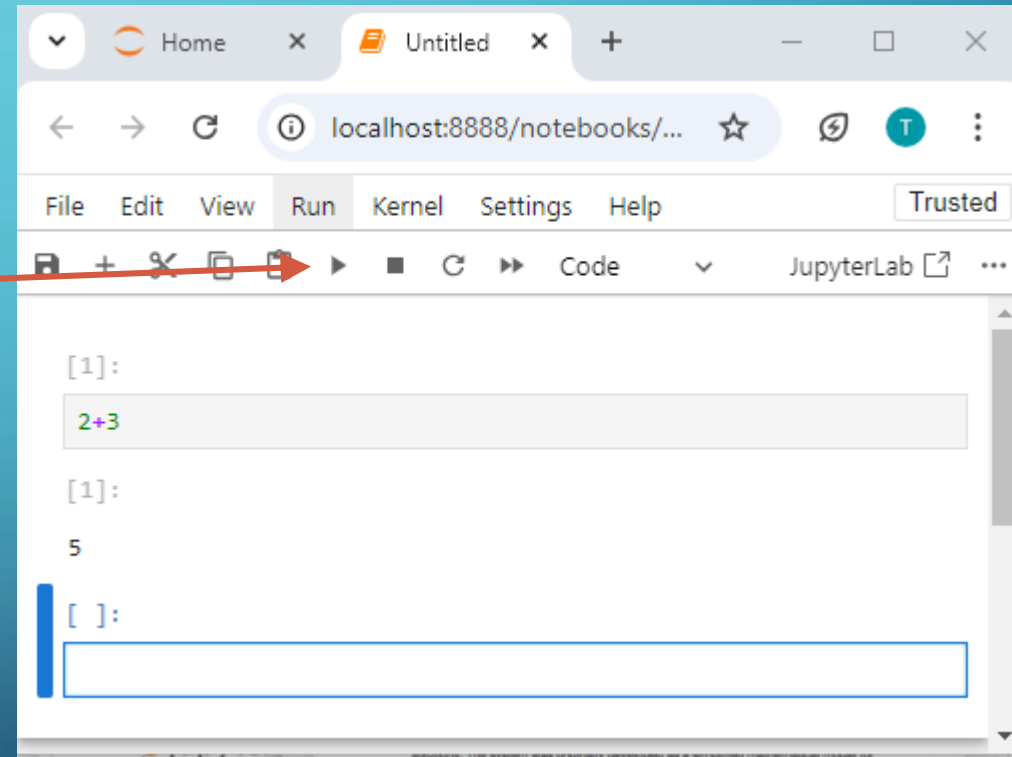 Home Untitled
localhost:8888/notebooks/... T
File Edit View Run Kernel Settings Help Trusted
Code JupyterLab ...
[1]:
2+3
[1]:
5
[ ]: